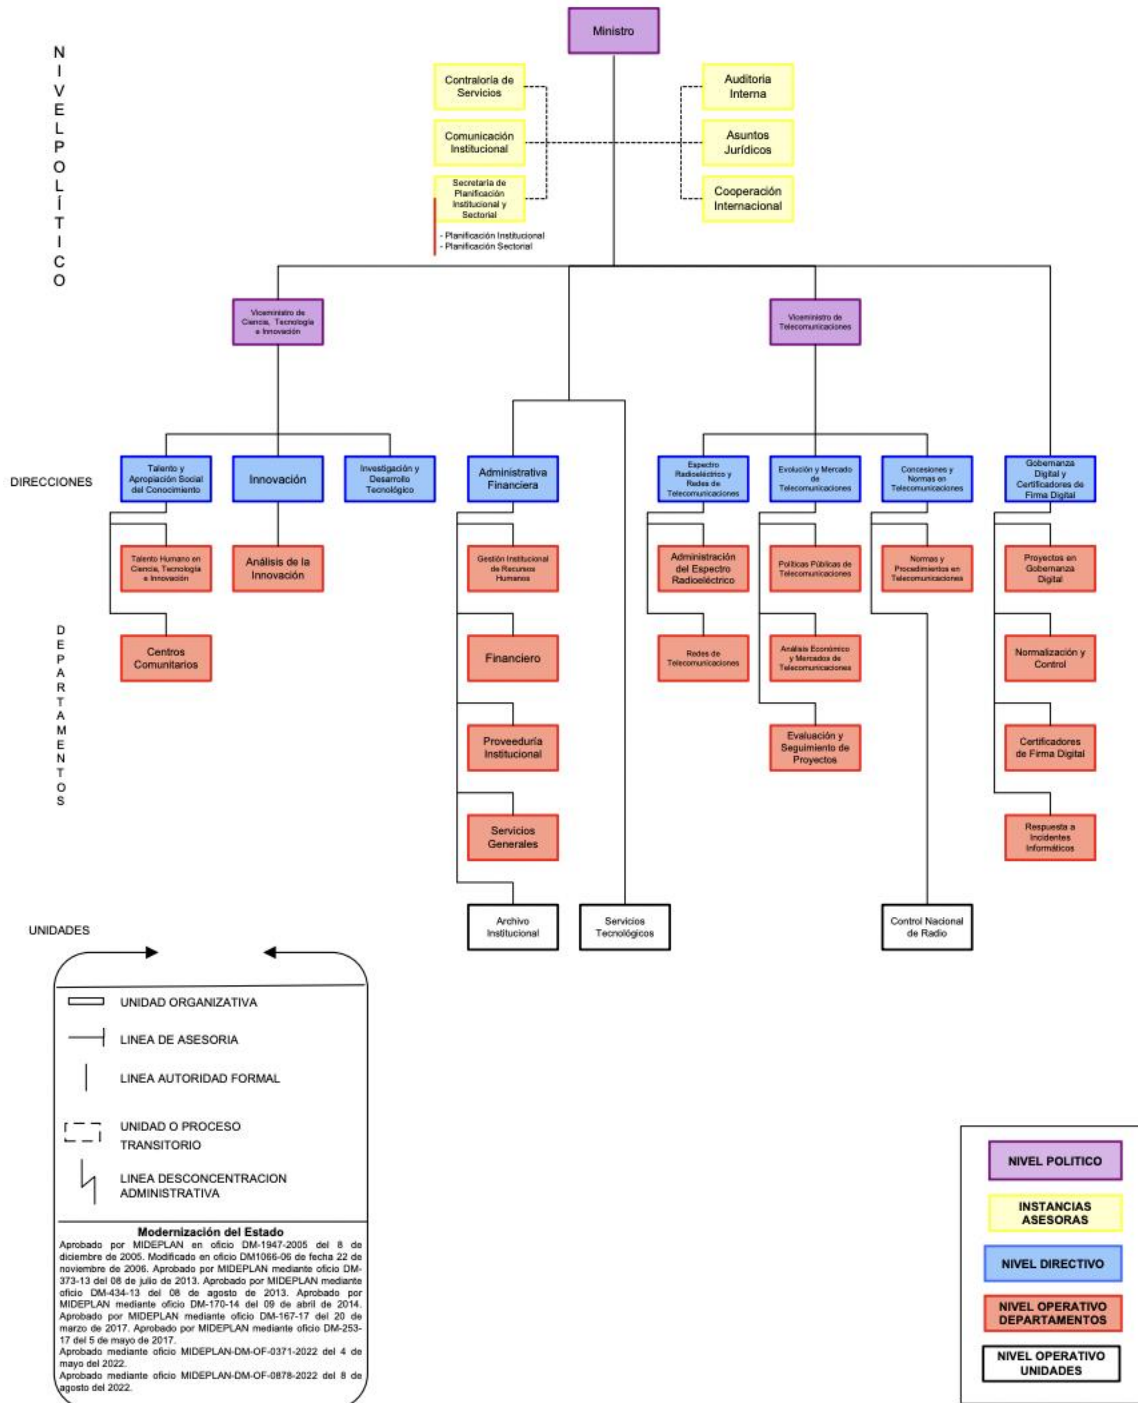 NIVEL POLÍTICO
Ministro
Contraloría de
Servicios
Auditoria
Interna
Comunicación
Institucional
Asuntos
Jurídicos
Secretaría de
Planificación
Institucional y
Sectorial
Cooperación
Internacional
- Planificación Institucional
- Planificación Sectorial
Viceministro de
Ciencia, Tecnología
e Innovación
Viceministro de
Telecomunicaciones
DIRECCIONES
Talento y
Apropiación Social
del Conocimiento
Innovación
Investigación y
Desarrollo
Tecnológico
Administrativa
Financiera
Espectro
Radioeléctrico y
Redes de
Telecomunicaciones
Evolución y Mercado
de
Telecomunicaciones
Concesiones y
Normas en
Telecomunicaciones
Gobernanza
Digital y
Certificadores de
Firma Digital
DEPARTAMENTOS
Talento Humano en
Ciencia, Tecnología
e Innovación
Análisis de la
Innovación
Gestión Institucional
de Recursos
Humanos
Administración
del Espectro
Radioeléctrico
Políticas Públicas de
Telecomunicaciones
Normas y
Procedimientos en
Telecomunicaciones
Proyectos en
Gobernanza
Digital
Centros
Comunitarios
Financiero
Redes de
Telecomunicaciones
Análisis Económico
y Mercados de
Telecomunicaciones
Normalización y
Control
Proveeduría
Institucional
Evaluación y
Seguimiento de
Proyectos
Certificadores
de Firma Digital
Servicios
Generales
Respuesta a
Incidentes
Informáticos
UNIDADES
Archivo
Institucional
Servicios
Tecnológicos
Control Nacional
de Radio
UNIDAD ORGANIZATIVA
LINEA DE ASESORIA
LINEA AUTORIDAD FORMAL
UNIDAD O PROCESO
TRANSITORIO
LINEA DESCONCENTRACION
ADMINISTRATIVA
Modernización del Estado
Aprobado por MIDEPLAN en oficio DM-1947-2005 del 8 de
diciembre de 2005. Modificado en oficio DM1066-06 de fecha 22 de
noviembre de 2006. Aprobado por MIDEPLAN mediante oficio DM-
373-13 del 08 de julio de 2013. Aprobado por MIDEPLAN mediante
oficio DM-434-13 del 08 de agosto de 2013. Aprobado por
MIDEPLAN mediante oficio DM-170-14 del 09 de abril de 2014.
Aprobado por MIDEPLAN mediante oficio DM-167-17 del 20 de
marzo de 2017. Aprobado por MIDEPLAN mediante oficio DM-253-
17 del 5 de mayo de 2017.
Aprobado mediante oficio MIDEPLAN-DM-OF-0371-2022 del 4 de
mayo del 2022.
Aprobado mediante oficio MIDEPLAN-DM-OF-0878-2022 del 8 de
agosto del 2022.
NIVEL POLITICO
INSTANCIAS
ASESORAS
NIVEL DIRECTIVO
NIVEL OPERATIVO
DEPARTAMENTOS
NIVEL OPERATIVO
UNIDADES